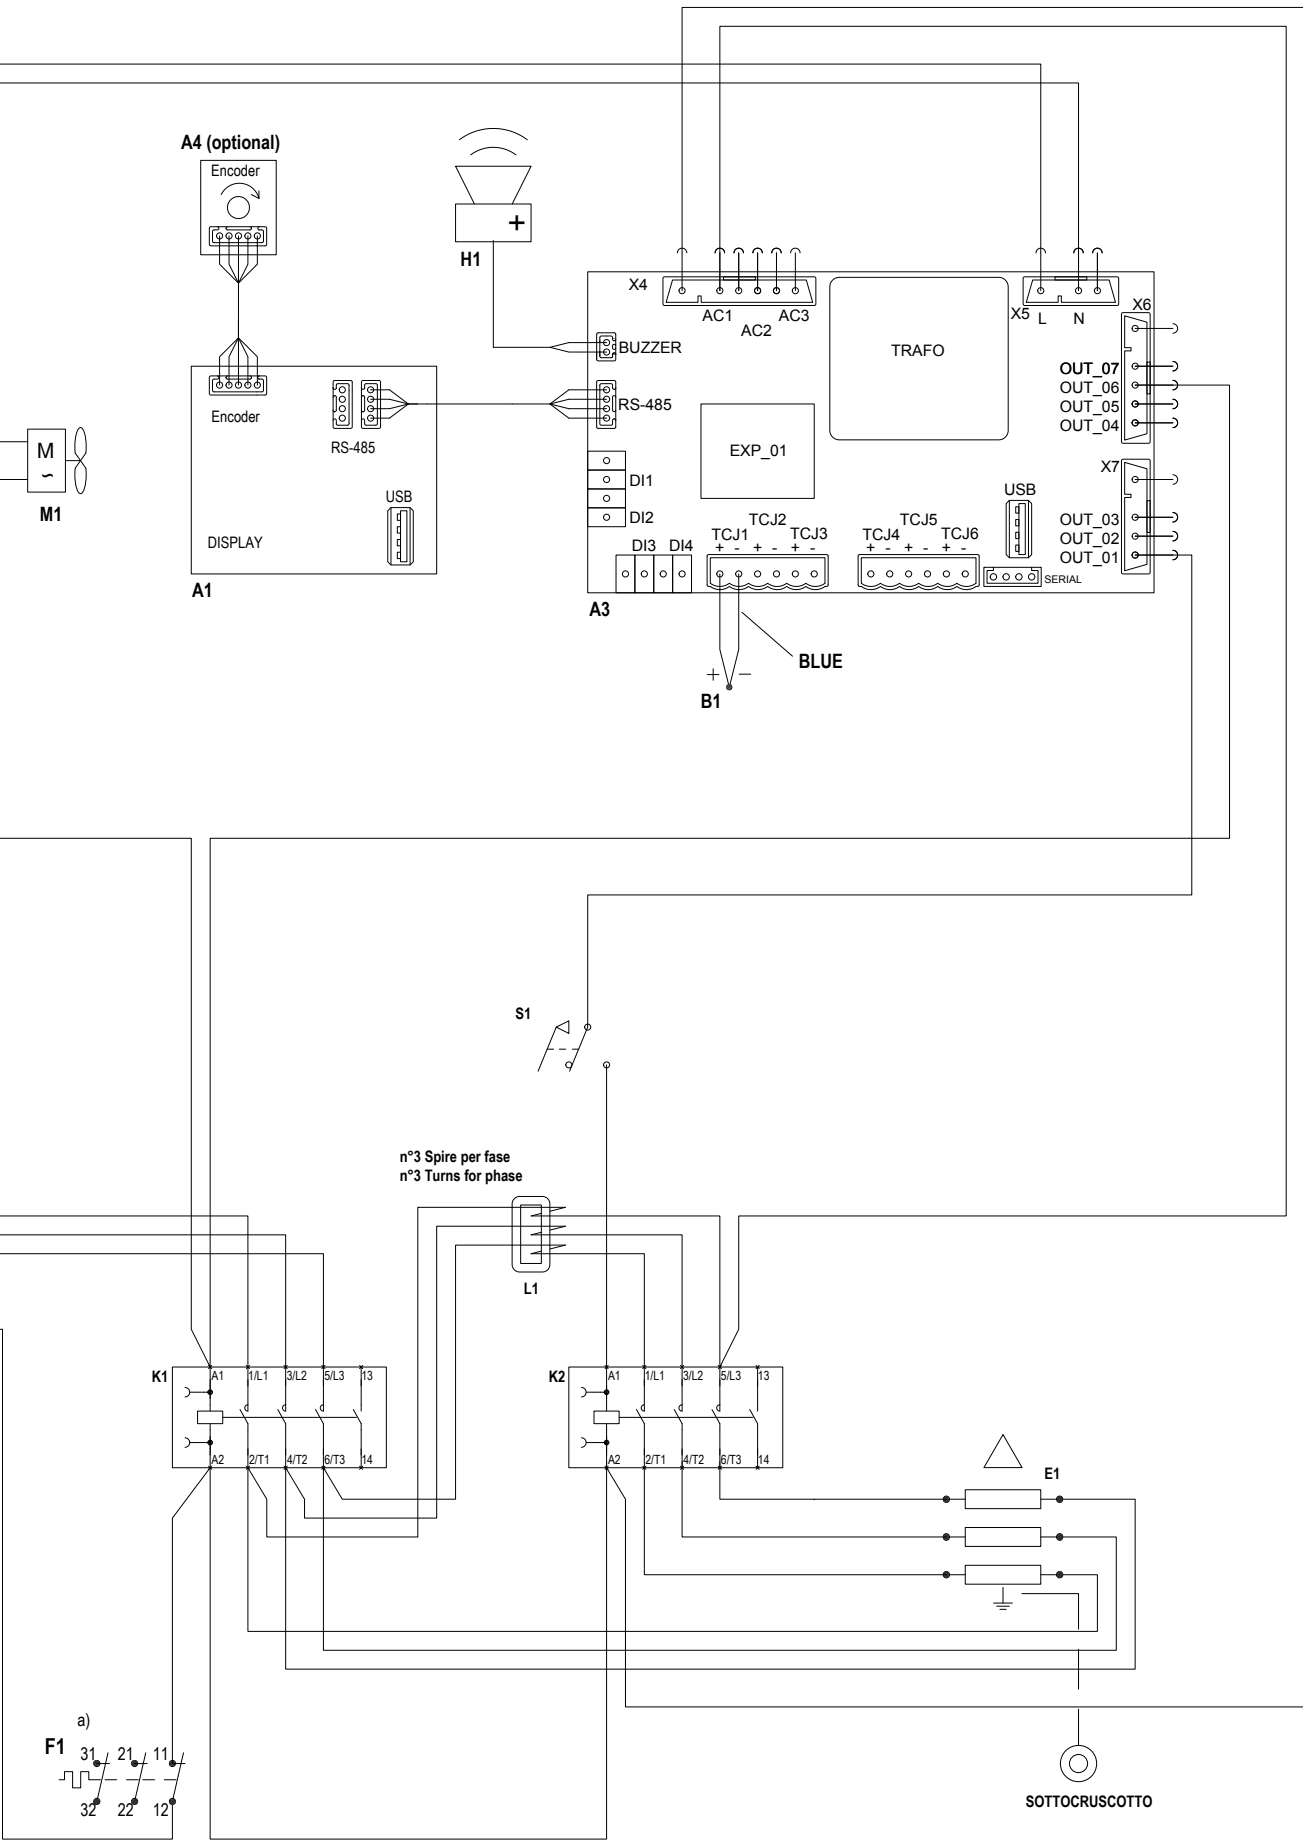 A4 (optional)
Encoder
+
H1
X4
AC1
AC2
AC3
X5
L
N
X6
BUZZER
TRAFO
OUT_07
OUT_06
OUT_05
OUT_04
Encoder
RS-485
RS-485
EXP_01
M
~
M1
DI1
DI2
X7
USB
USB
OUT_03
OUT_02
OUT_01
DISPLAY
TCJ1
TCJ2
TCJ3
TCJ4
TCJ5
TCJ6
+ - + - + -
+ - + - + -
DI3 DI4
SERIAL
A1
A3
BLUE
+ -
B1
S1
n°3 Spire per fase
n°3 Turns for phase
L1
K1
A1 1/L1 3/L2 5/L3 13
A2 2/T1 4/T2 6/T3 14
K2
A1 1/L1 3/L2 5/L3 13
A2 2/T1 4/T2 6/T3 14
E1
a)
F1
31 21 11
32 22 12
SOTTOCRUSCOTTO